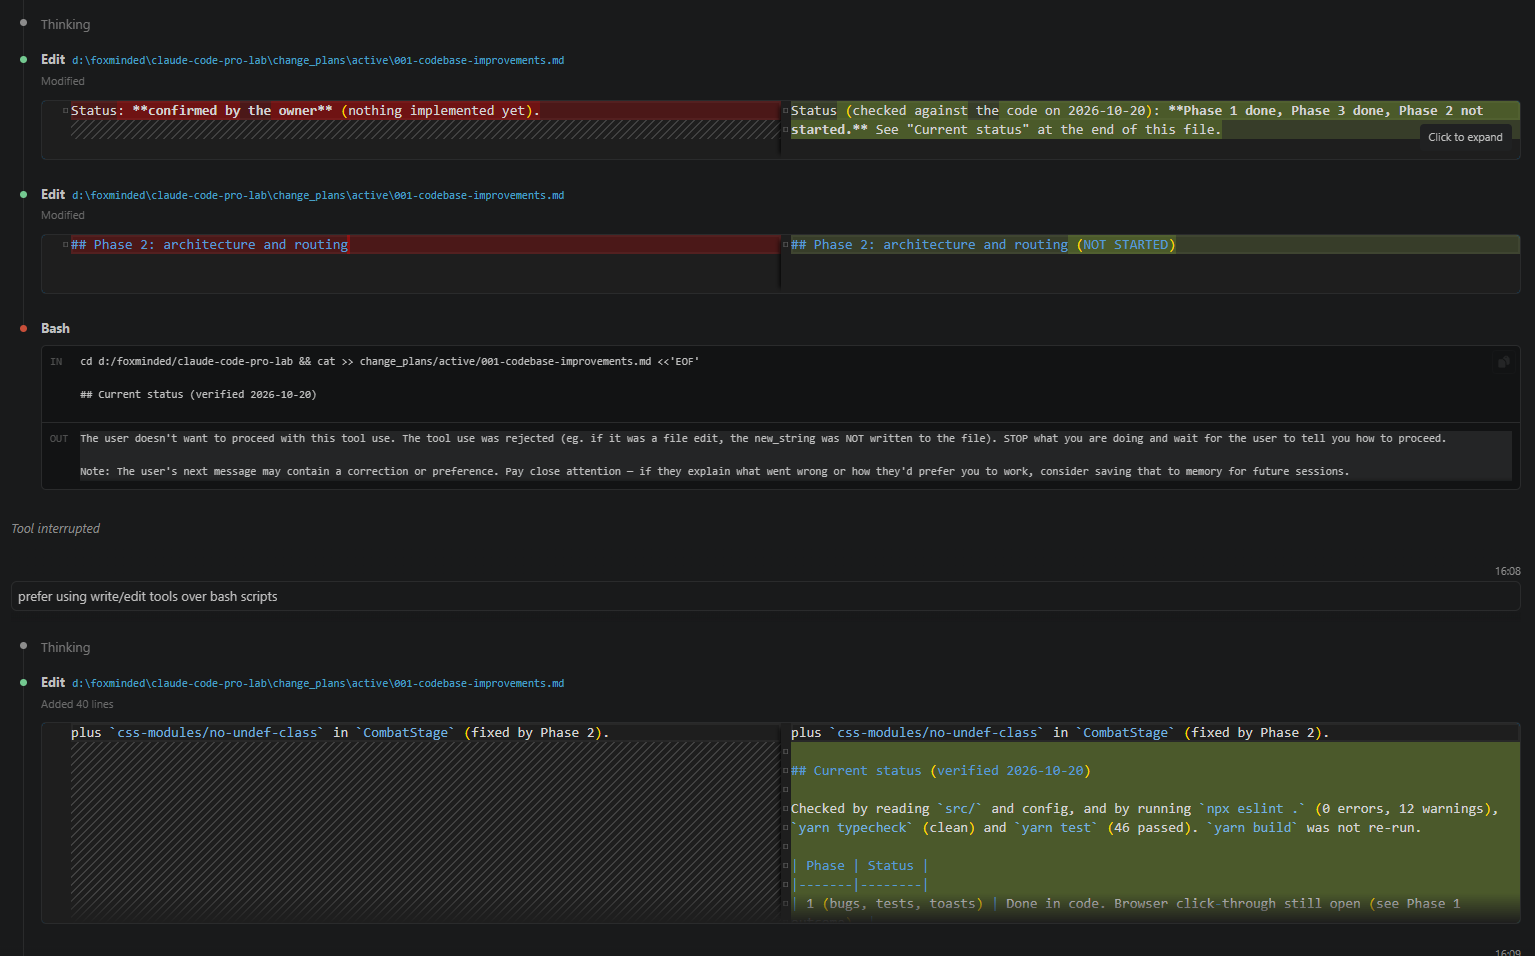 Thinking
Edit d:\foxminded\claude-code-pro-lab\change_plans\active\001-codebase-improvements.md
Modified
Status: **confirmed by the owner** (nothing implemented yet).
Status (checked against the code on 2026-10-20): **Phase 1 done, Phase 3 done, Phase 2 not
started.** See "Current status" at the end of this file.
Click to expand
Edit d:\foxminded\claude-code-pro-lab\change_plans\active\001-codebase-improvements.md
Modified
## Phase 2: architecture and routing
## Phase 2: architecture and routing (NOT STARTED)
Bash
IN cd d:/foxminded/claude-code-pro-lab && cat >> change_plans/active/001-codebase-improvements.md <<'EOF'
## Current status (verified 2026-10-20)
OUT The user doesn't want to proceed with this tool use. The tool use was rejected (eg. if it was a file edit, the new_string was NOT written to the file). STOP what you are doing and wait for the user to tell you how to proceed.
Note: The user's next message may contain a correction or preference. Pay close attention — if they explain what went wrong or how they'd prefer you to work, consider saving that to memory for future sessions.
Tool interrupted
16:08
prefer using write/edit tools over bash scripts
Thinking
Edit d:\foxminded\claude-code-pro-lab\change_plans\active\001-codebase-improvements.md
Added 40 lines
plus `css-modules/no-undef-class` in `CombatStage` (fixed by Phase 2).
plus `css-modules/no-undef-class` in `CombatStage` (fixed by Phase 2).
## Current status (verified 2026-10-20)
Checked by reading `src/` and config, and by running `npx eslint .` (0 errors, 12 warnings),
`yarn typecheck` (clean) and `yarn test` (46 passed). `yarn build` was not re-run.
| Phase | Status |
|-------|--------|
| 1 (bugs, tests, toasts) | Done in code. Browser click-through still open (see Phase 1
16:09